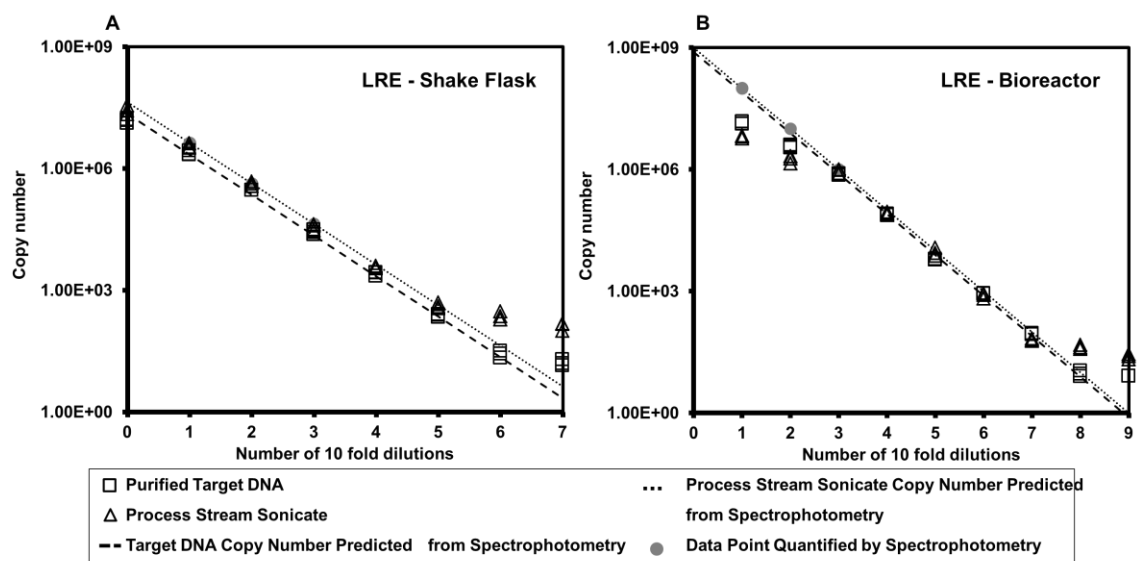 A
B
1.00E+09
1.00E+06
1.00E+03
1.00E+00
Copy number
LRE - Shake Flask
0 1 2 3 4 5 6 7
Number of 10 fold dilutions
1.00E+09
1.00E+06
1.00E+03
1.00E+00
Copy number
LRE - Bioreactor
0 1 2 3 4 5 6 7 8 9
Number of 10 fold dilutions
Purified Target DNA
Process Stream Sonicate
Target DNA Copy Number Predicted from Spectrophotometry
Process Stream Sonicate Copy Number Predicted
from Spectrophotometry
Data Point Quantified by Spectrophotometry